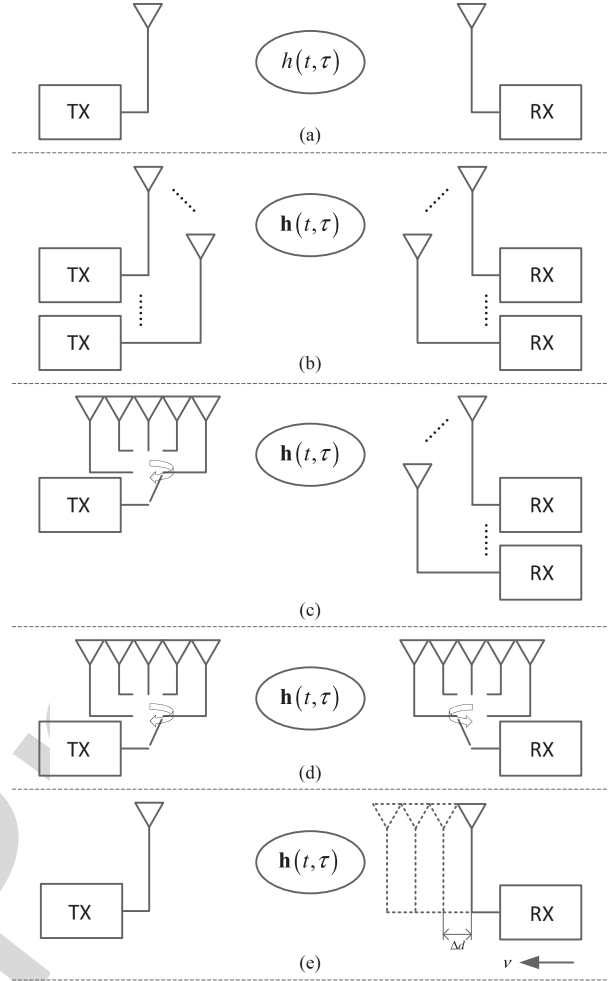 h(t,τ)
TX
RX
(a)
h(t,τ)
TX
RX
TX
RX
(b)
h(t,τ)
TX
RX
RX
(c)
h(t,τ)
TX
RX
(d)
h(t,τ)
TX
RX
Δd
(e)
v